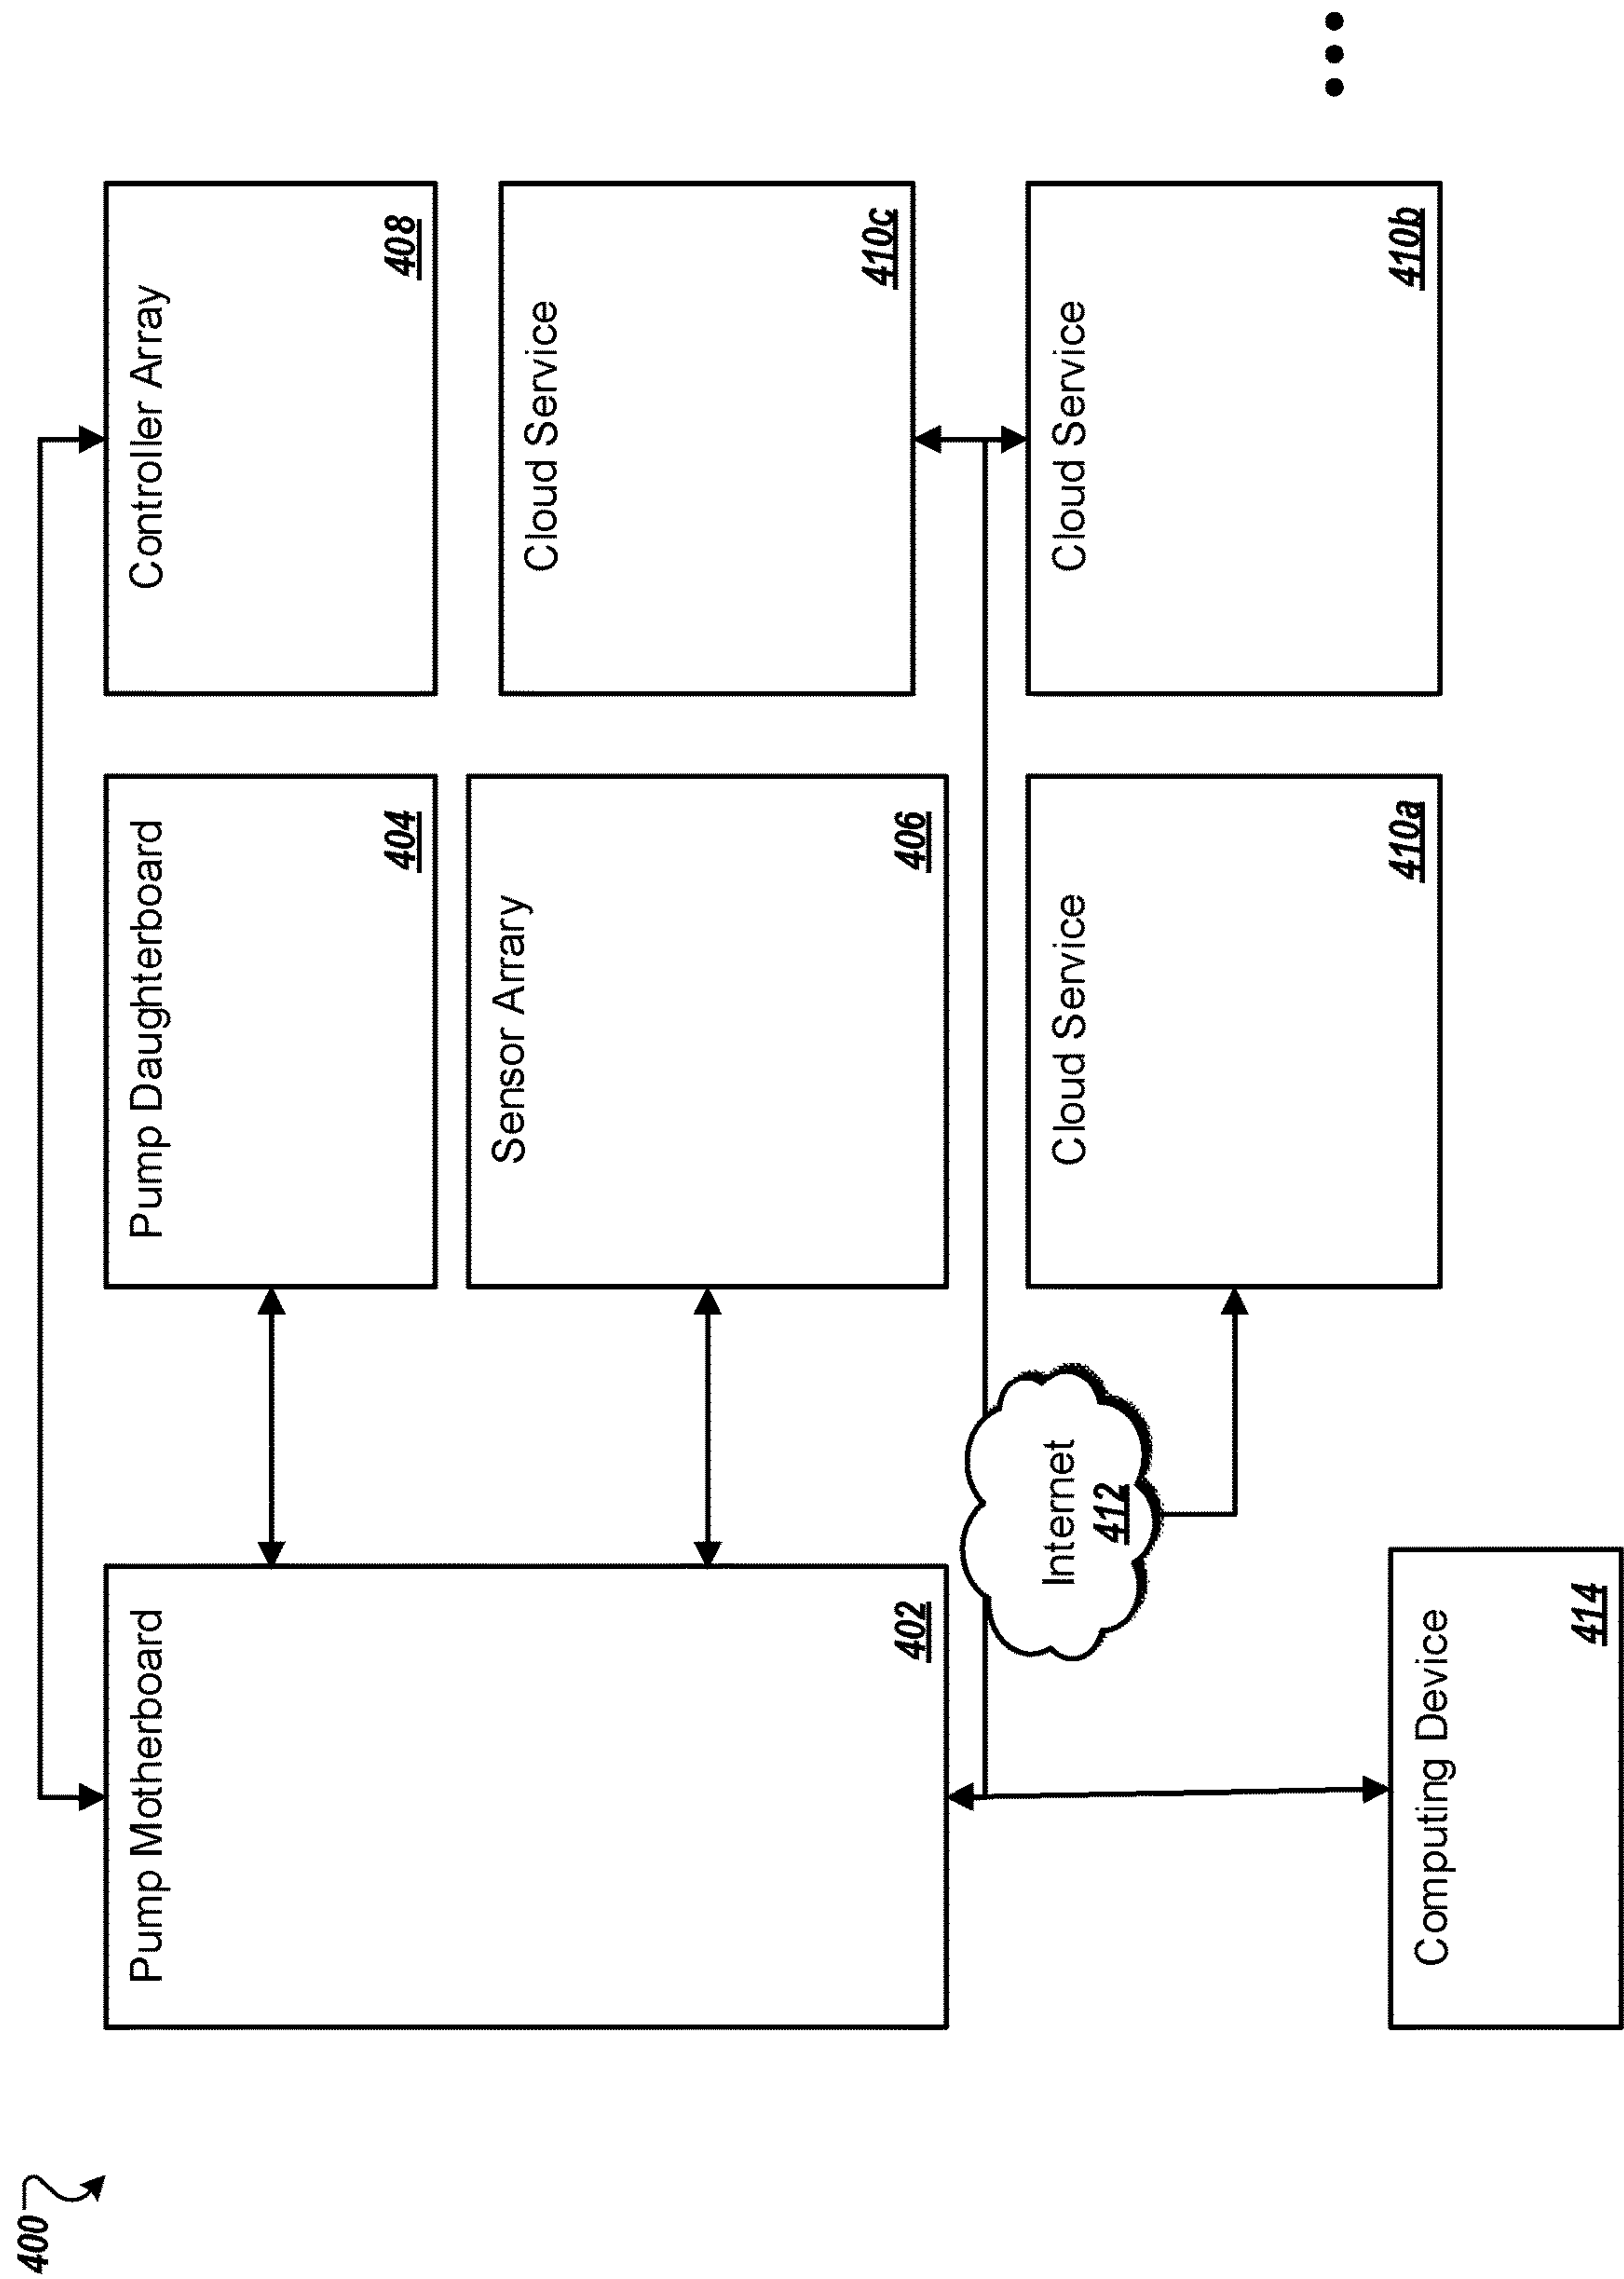 400
Pump Motherboard
402
Pump Daughterboard
404
Controller Array
408
Sensor Arrary
406
Cloud Service
410c
Internet
412
Cloud Service
410a
Cloud Service
410b
Computing Device
414